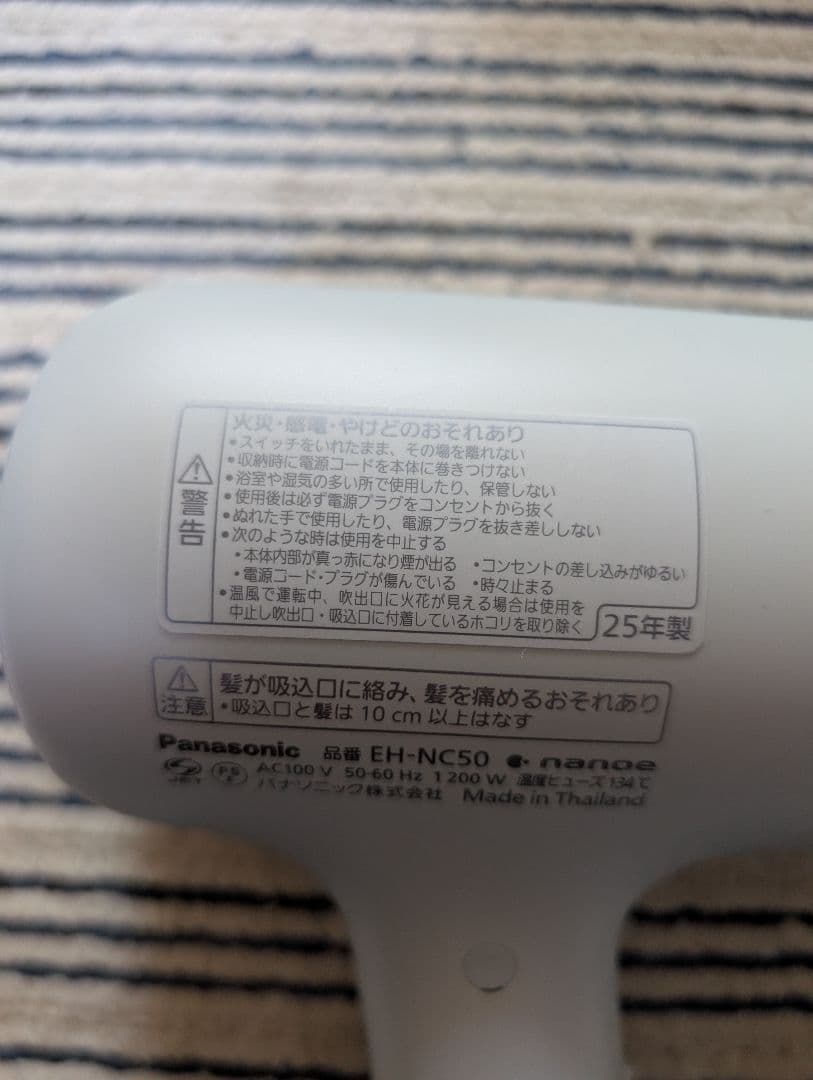 警告
火災・感電・やけどのおそれあり
•スイッチをいれたまま、その場を離れない
•収納時に電源コードを本体に巻きつけない
•浴室や湿気の多い所で使用したり、保管しない
•使用後は必ず電源プラグをコンセントから抜く
•ぬれた手で使用したり、電源プラグを抜き差ししない
•次のような時は使用を中止する
•本体内部が真っ赤になり煙が出る •コンセントの差し込みがゆるい
•電源コード・プラグが傷んでいる •時々止まる
•温風で運転中、吹出口に火花が見える場合は使用を
中止し吹出口・吸込口に付着しているホコリを取り除く
25年製
注意
髪が吸込口に絡み、髪を痛めるおそれあり
•吸込口と髪は10cm以上はなす
Panasonic 品番 EH-NC50 nanoe
PS E AC100V 50-60Hz 1200W 温度ヒューズ134℃
パナソニック株式会社 Made in Thailand